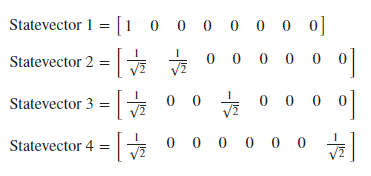 Statevector 1 = [1 0 0 0 0 0 0 0]
Statevector 2 = [1/√2 1/√2 0 0 0 0 0 0]
Statevector 3 = [1/√2 0 0 1/√2 0 0 0 0]
Statevector 4 = [1/√2 0 0 0 0 0 0 1/√2]